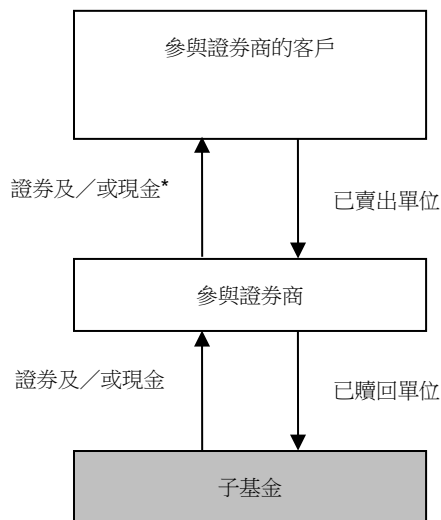 參與證券商的客戶
證券及／或現金*
已賣出單位
參與證券商
證券及／或現金
已贖回單位
子基金